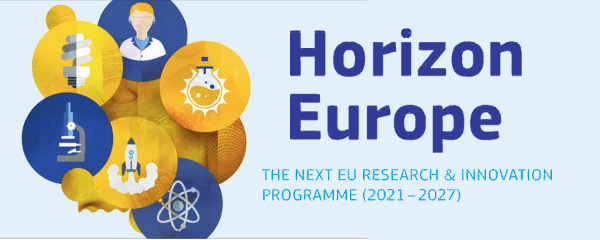 Horizon
Europe
THE NEXT EU RESEARCH & INNOVATION
PROGRAMME (2021–2027)